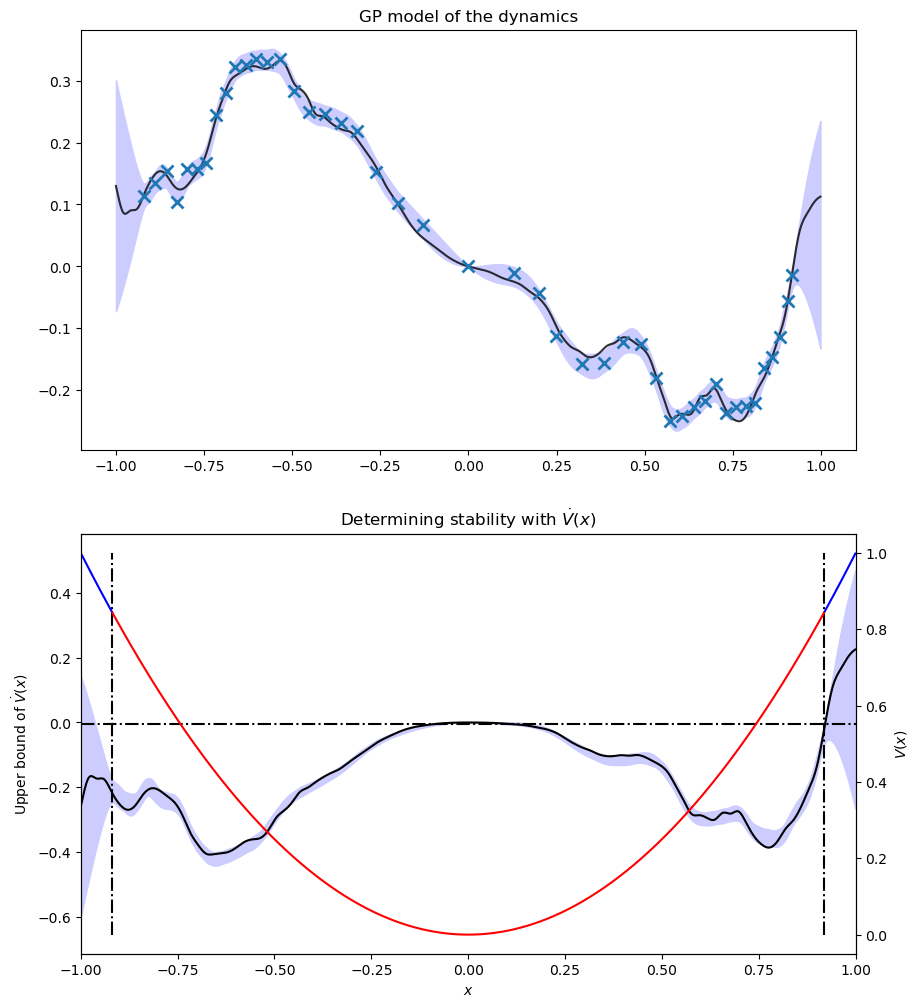 GP model of the dynamics
0.3
0.2
0.1
0.0
−0.1
−0.2
−1.00 −0.75 −0.50 −0.25 0.00 0.25 0.50 0.75 1.00
Determining stability with V̇(x)
Upper bound of V̇(x)
0.4
0.2
0.0
−0.2
−0.4
−0.6
1.0
0.8
0.6
0.4
0.2
0.0
V(x)
−1.00 −0.75 −0.50 −0.25 0.00 0.25 0.50 0.75 1.00
x